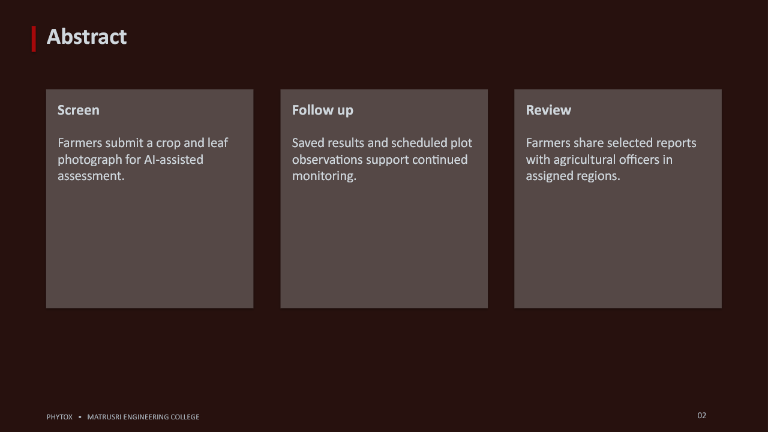 Abstract
Screen
Farmers submit a crop and leaf
photograph for AI-assisted
assessment.
Follow up
Saved results and scheduled plot
observations support continued
monitoring.
Review
Farmers share selected reports
with agricultural officers in
assigned regions.
PHYTOX • MATRUSRI ENGINEERING COLLEGE
02